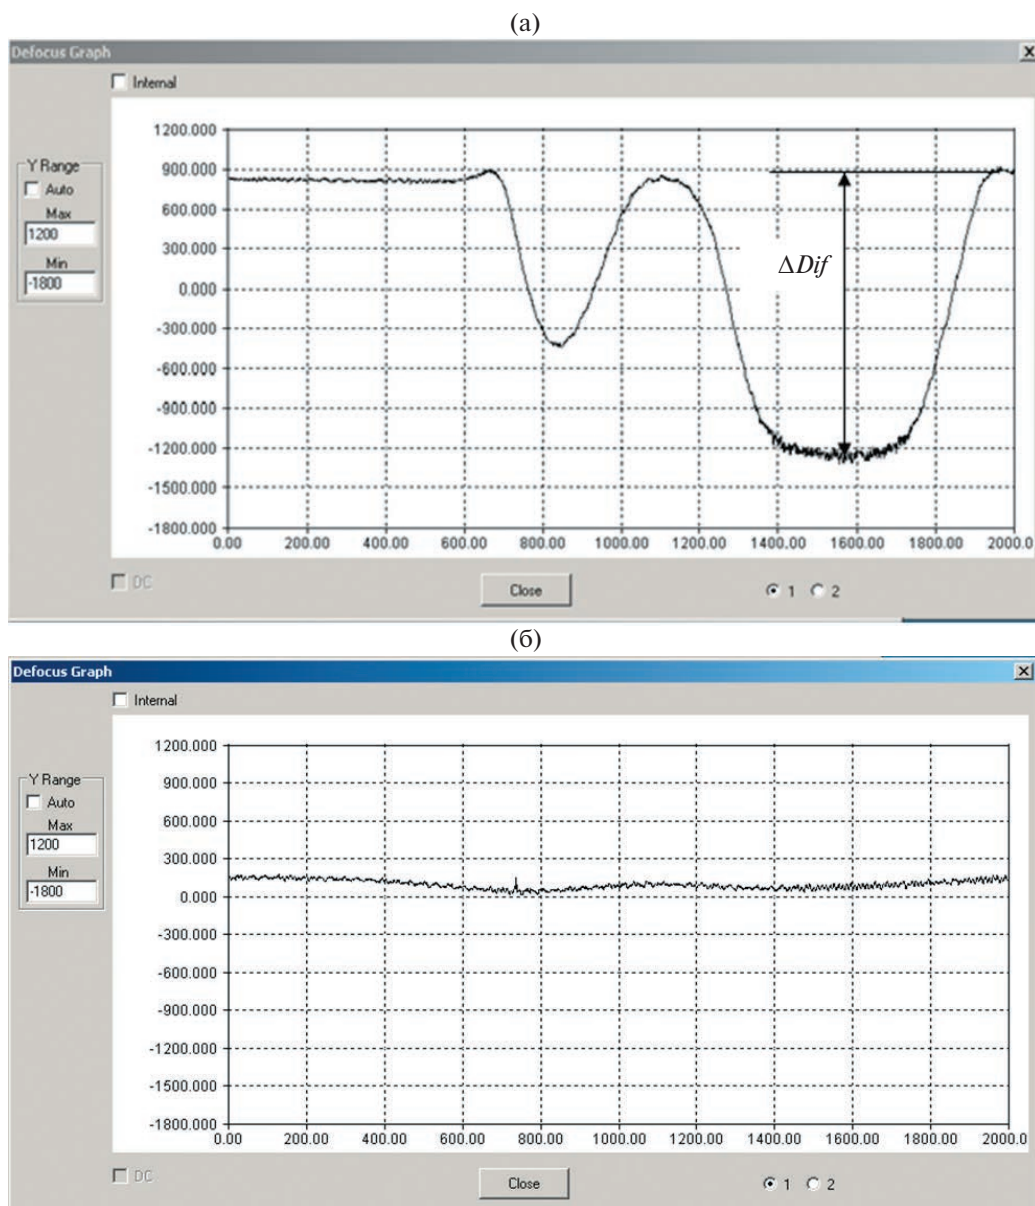 (а)
Defocus Graph
Internal
Y Range
Auto
Max
1200
Min
-1800
1200.000
900.000
600.000
300.000
0.000
-300.000
-600.000
-900.000
-1200.000
-1500.000
-1800.000
ΔDif
0.00 200.00 400.00 600.00 800.00 1000.00 1200.00 1400.00 1600.00 1800.00 2000.0
DC
Close
1 2
(б)
Defocus Graph
Internal
Y Range
Auto
Max
1200
Min
-1800
1200.000
900.000
600.000
300.000
0.000
-300.000
-600.000
-900.000
-1200.000
-1500.000
-1800.000
0.00 200.00 400.00 600.00 800.00 1000.00 1200.00 1400.00 1600.00 1800.00 2000.0
DC
Close
1 2